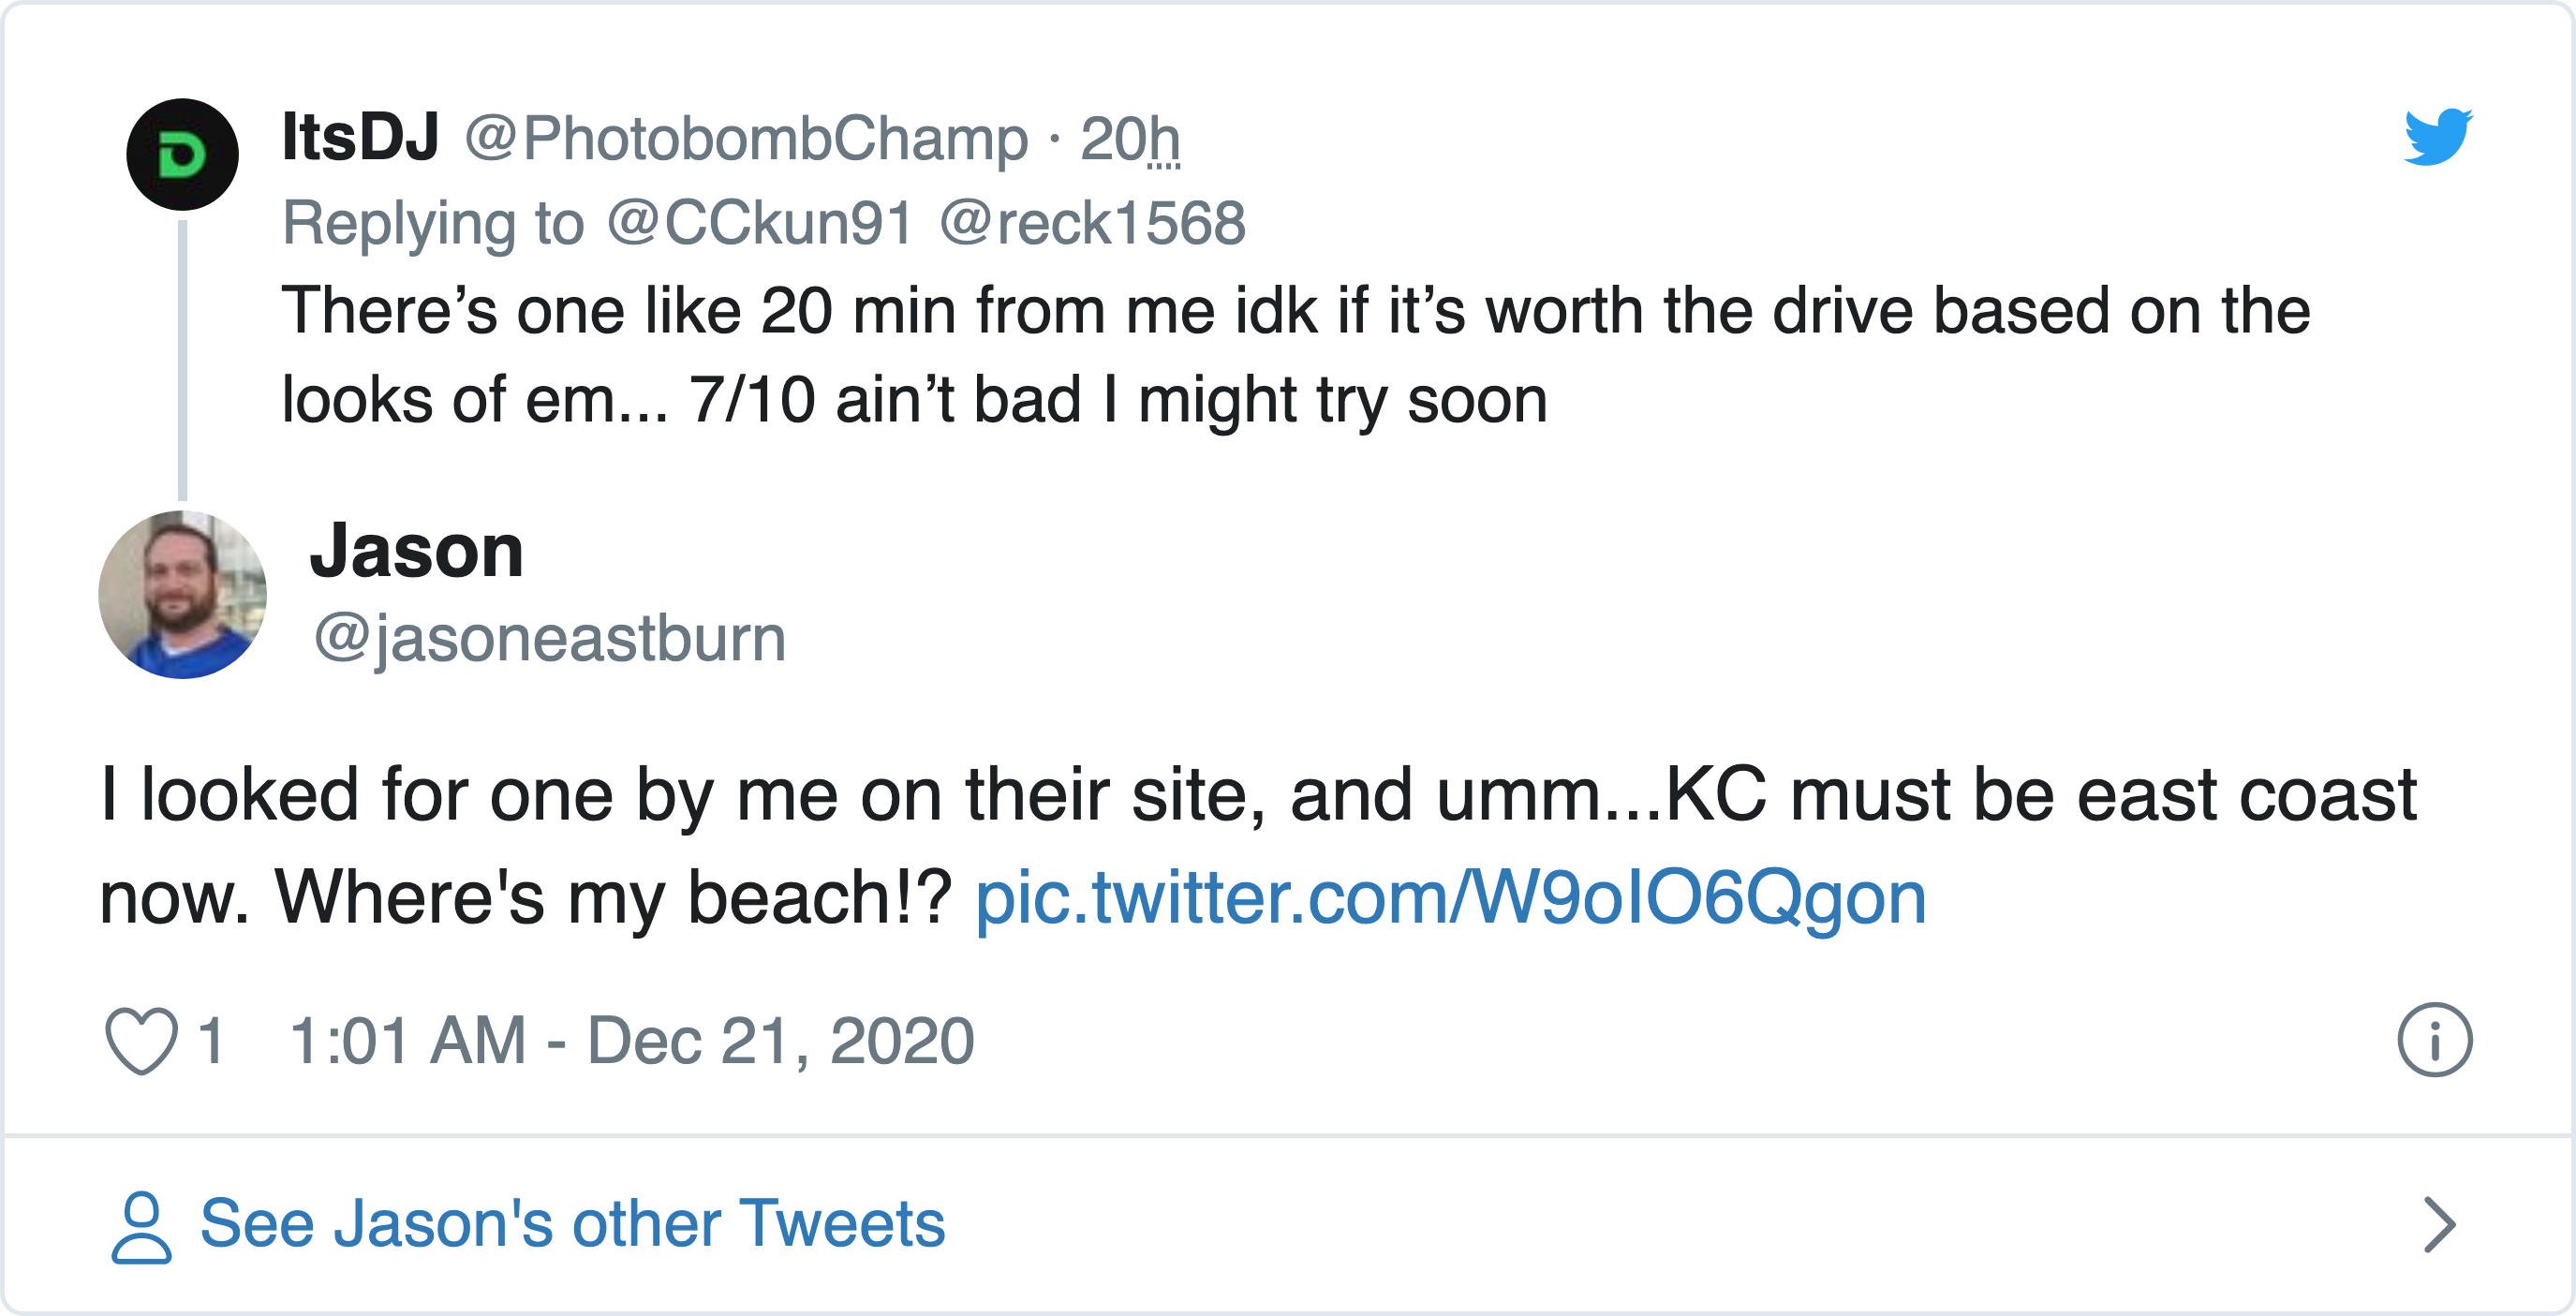 ItsDJ @PhotobombChamp · 20h
Replying to @CCkun91 @reck1568
There’s one like 20 min from me idk if it’s worth the drive based on the
looks of em... 7/10 ain’t bad I might try soon
Jason
@jasoneastburn
I looked for one by me on their site, and umm...KC must be east coast
now. Where's my beach!? pic.twitter.com/W9oIO6Qgon
1 1:01 AM - Dec 21, 2020
See Jason's other Tweets